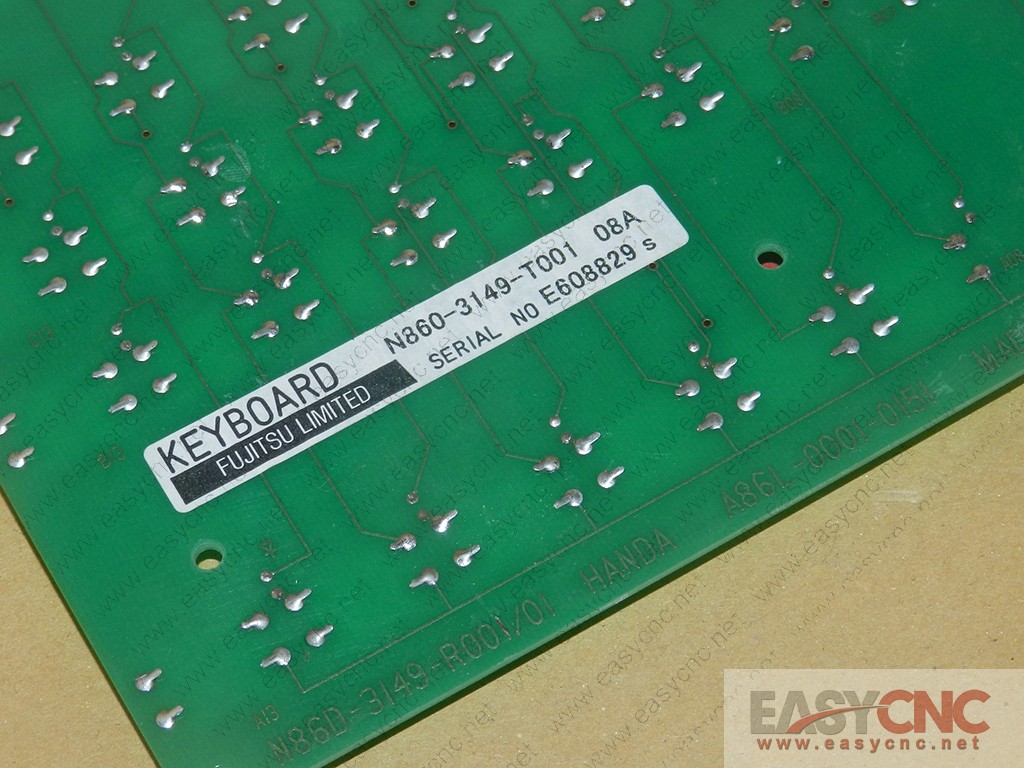 KEYBOARD N860-3149-T001 08A
FUJITSU LIMITED SERIAL NO E608829 s
N86D-3149-R001/01 HANDA A86L-0001-0151
A13
EASYCNC
www.easycnc.net